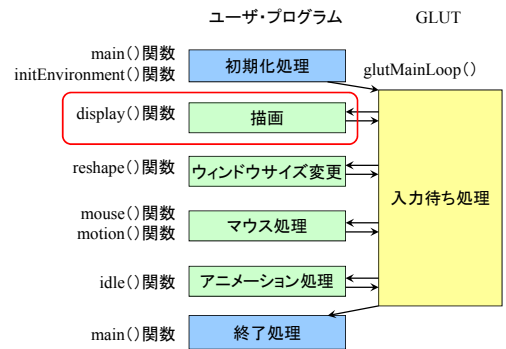 ユーザ・プログラム
GLUT
main()関数
initEnvironment()関数
初期化処理
glutMainLoop()
display()関数
描画
reshape()関数
ウィンドウサイズ変更
入力待ち処理
mouse()関数
motion()関数
マウス処理
idle()関数
アニメーション処理
main()関数
終了処理